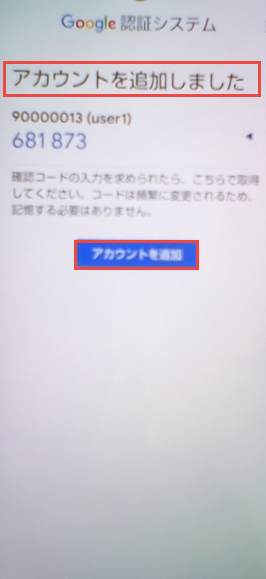 Google 認証システム
アカウントを追加しました
90000013 (user1)
681 873
確認コードの入力を求められたら、こちらで取得
してください。コードは頻繁に変更されるため、
記憶する必要はありません。
アカウントを追加